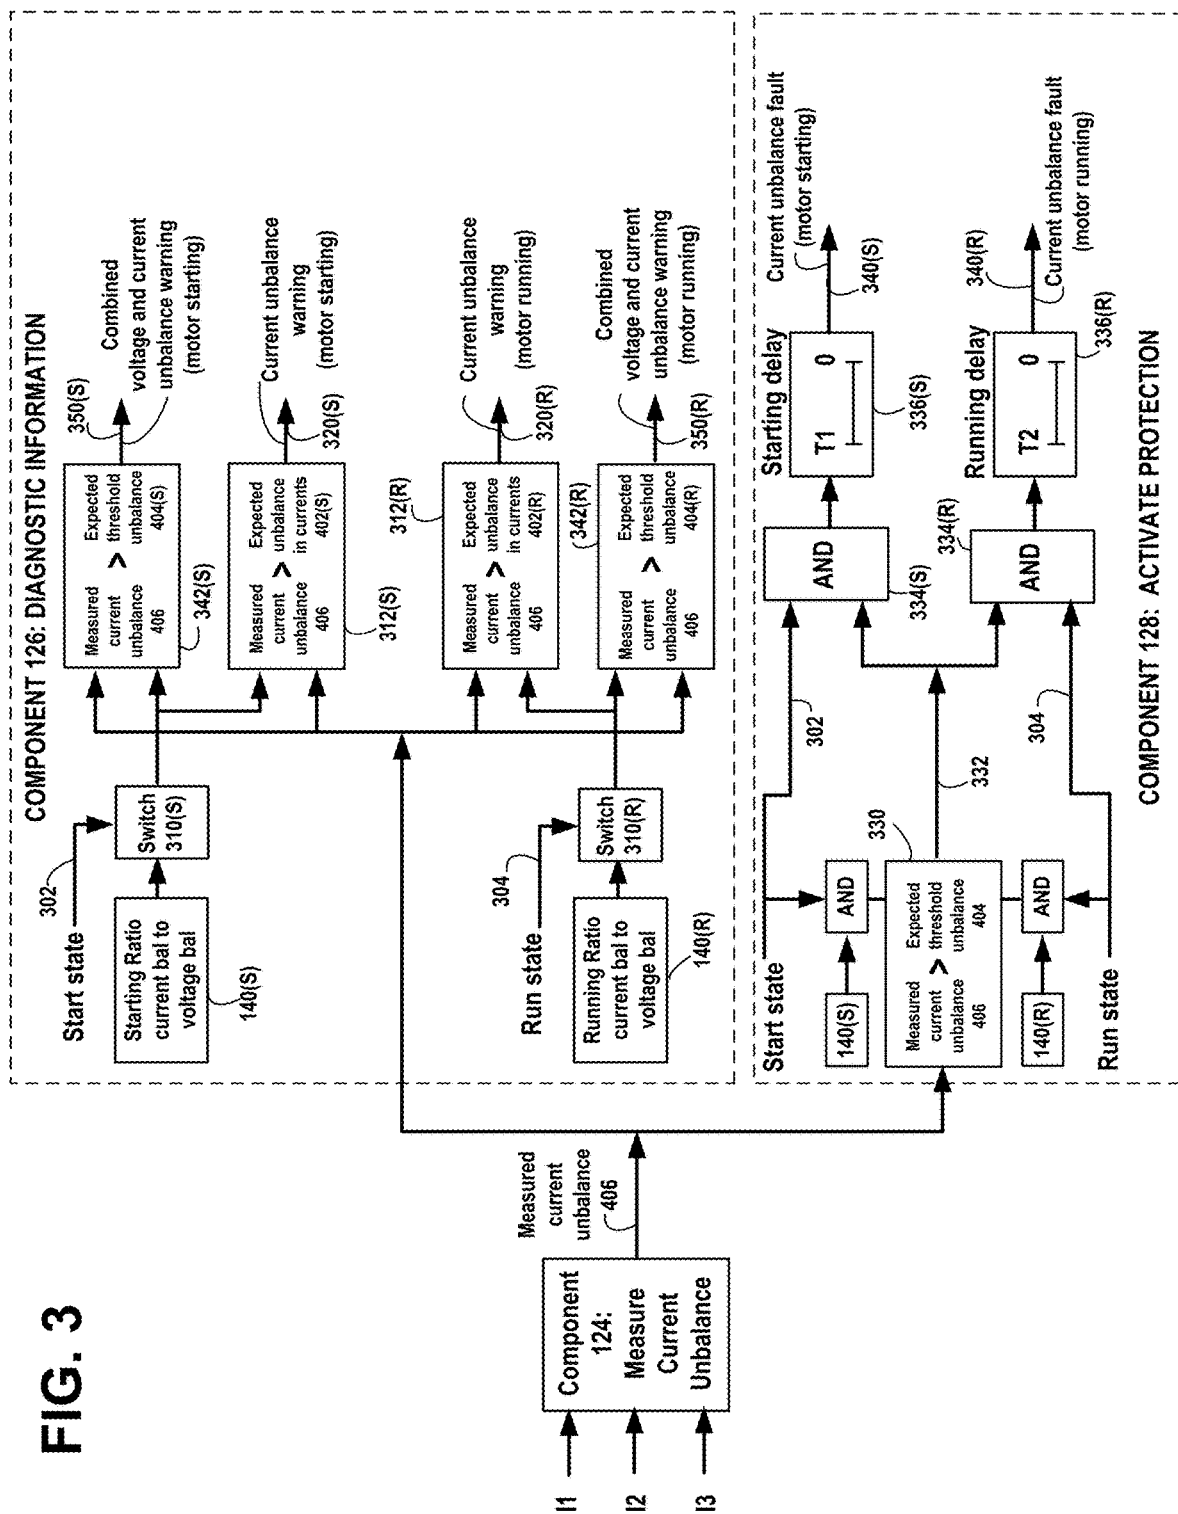 FIG. 3
I1
I2
I3
Component
124:
Measure
Current
Unbalance
Measured
current
unbalance
406
COMPONENT 126: DIAGNOSTIC INFORMATION
Start state
302
Starting Ratio
current bal to
voltage bal
140(S)
Switch
310(S)
Measured
current
unbalance
406
>
Expected
threshold
unbalance
404(S)
342(S)
350(S)
Combined
voltage and current
unbalance warning
(motor starting)
Measured
current
unbalance
406
>
Expected
unbalance
in currents
402(S)
312(S)
320(S)
Current unbalance
warning
(motor starting)
Run state
304
Running Ratio
current bal to
voltage bal
140(R)
Switch
310(R)
Measured
current
unbalance
406
>
Expected
unbalance
in currents
402(R)
312(R)
320(R)
Current unbalance
warning
(motor running)
Measured
current
unbalance
406
>
Expected
threshold
unbalance
404(R)
342(R)
350(R)
Combined
voltage and current
unbalance warning
(motor running)
Start state
302
140(S)
AND
Measured
current
unbalance
406
>
Expected
threshold
unbalance
404
330
332
140(R)
AND
Run state
304
AND
334(S)
Starting delay
T1 0
336(S)
340(S)
Current unbalance fault
(motor starting)
AND
334(R)
Running delay
T2 0
336(R)
340(R)
Current unbalance fault
(motor running)
COMPONENT 128: ACTIVATE PROTECTION